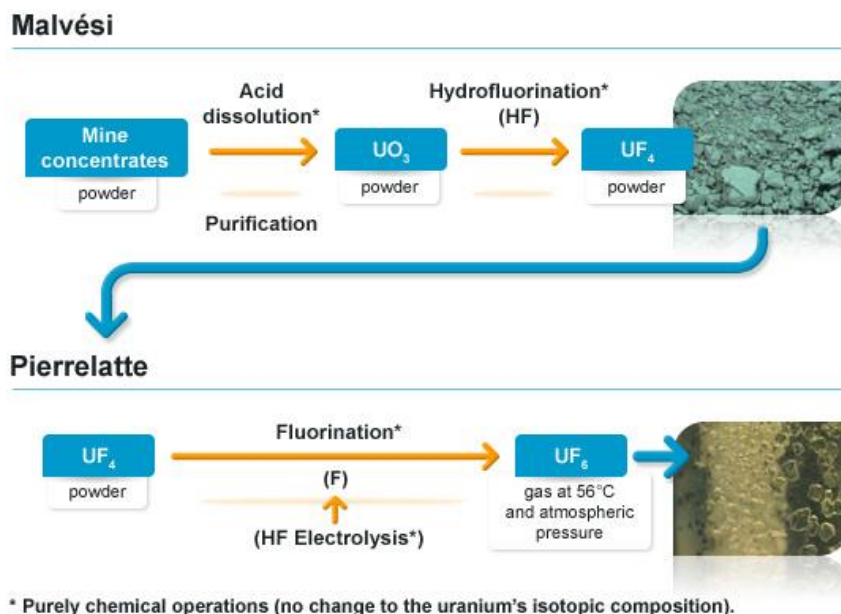 Malvési
Acid
dissolution*
Hydrofluorination*
(HF)
Mine
concentrates
powder
UO₃
powder
UF₄
powder
Purification
Pierrelatte
Fluorination*
UF₄
powder
(F)
UF₆
gas at 56°C
and atmospheric
pressure
(HF Electrolysis*)
* Purely chemical operations (no change to the uranium's isotopic composition).